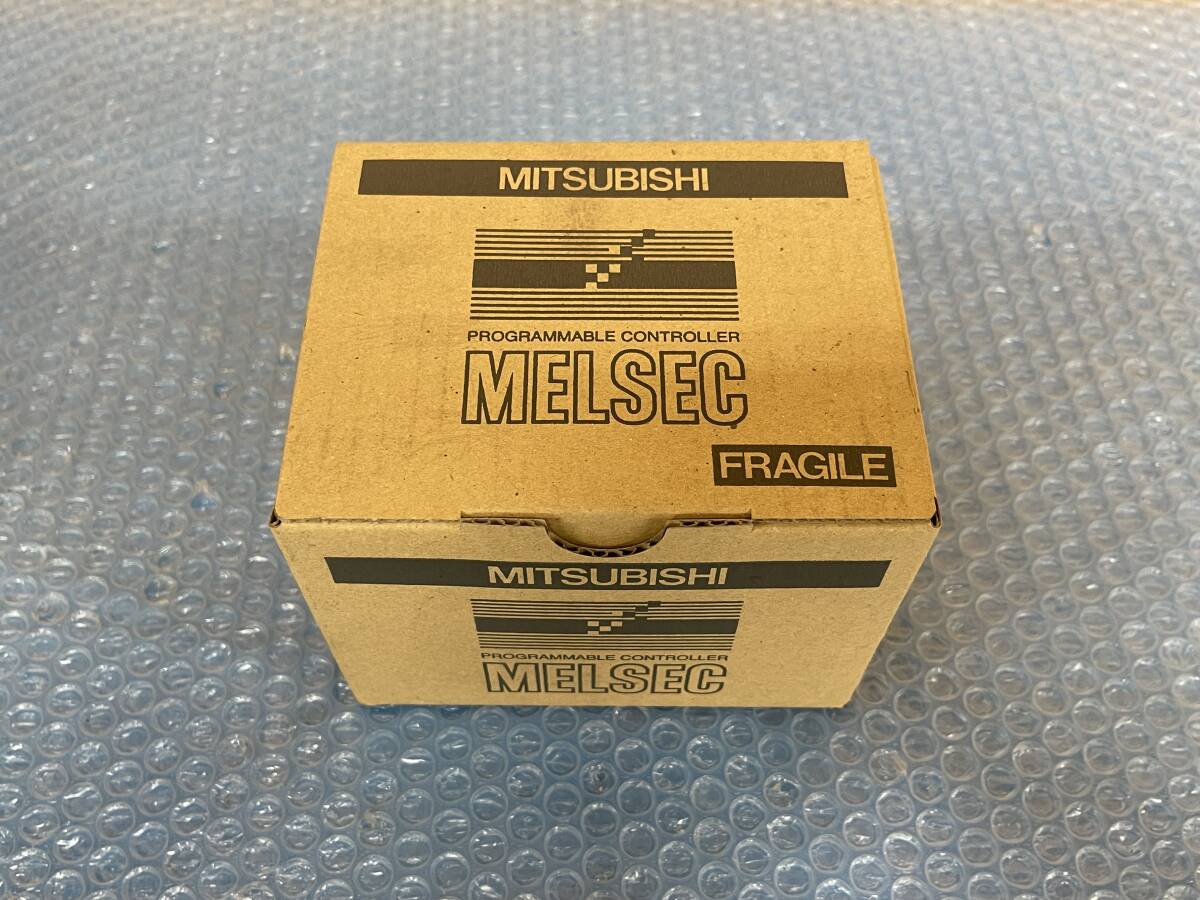 MITSUBISHI
PROGRAMMABLE CONTROLLER
MELSEC
FRAGILE
MITSUBISHI
PROGRAMMABLE CONTROLLER
MELSEC